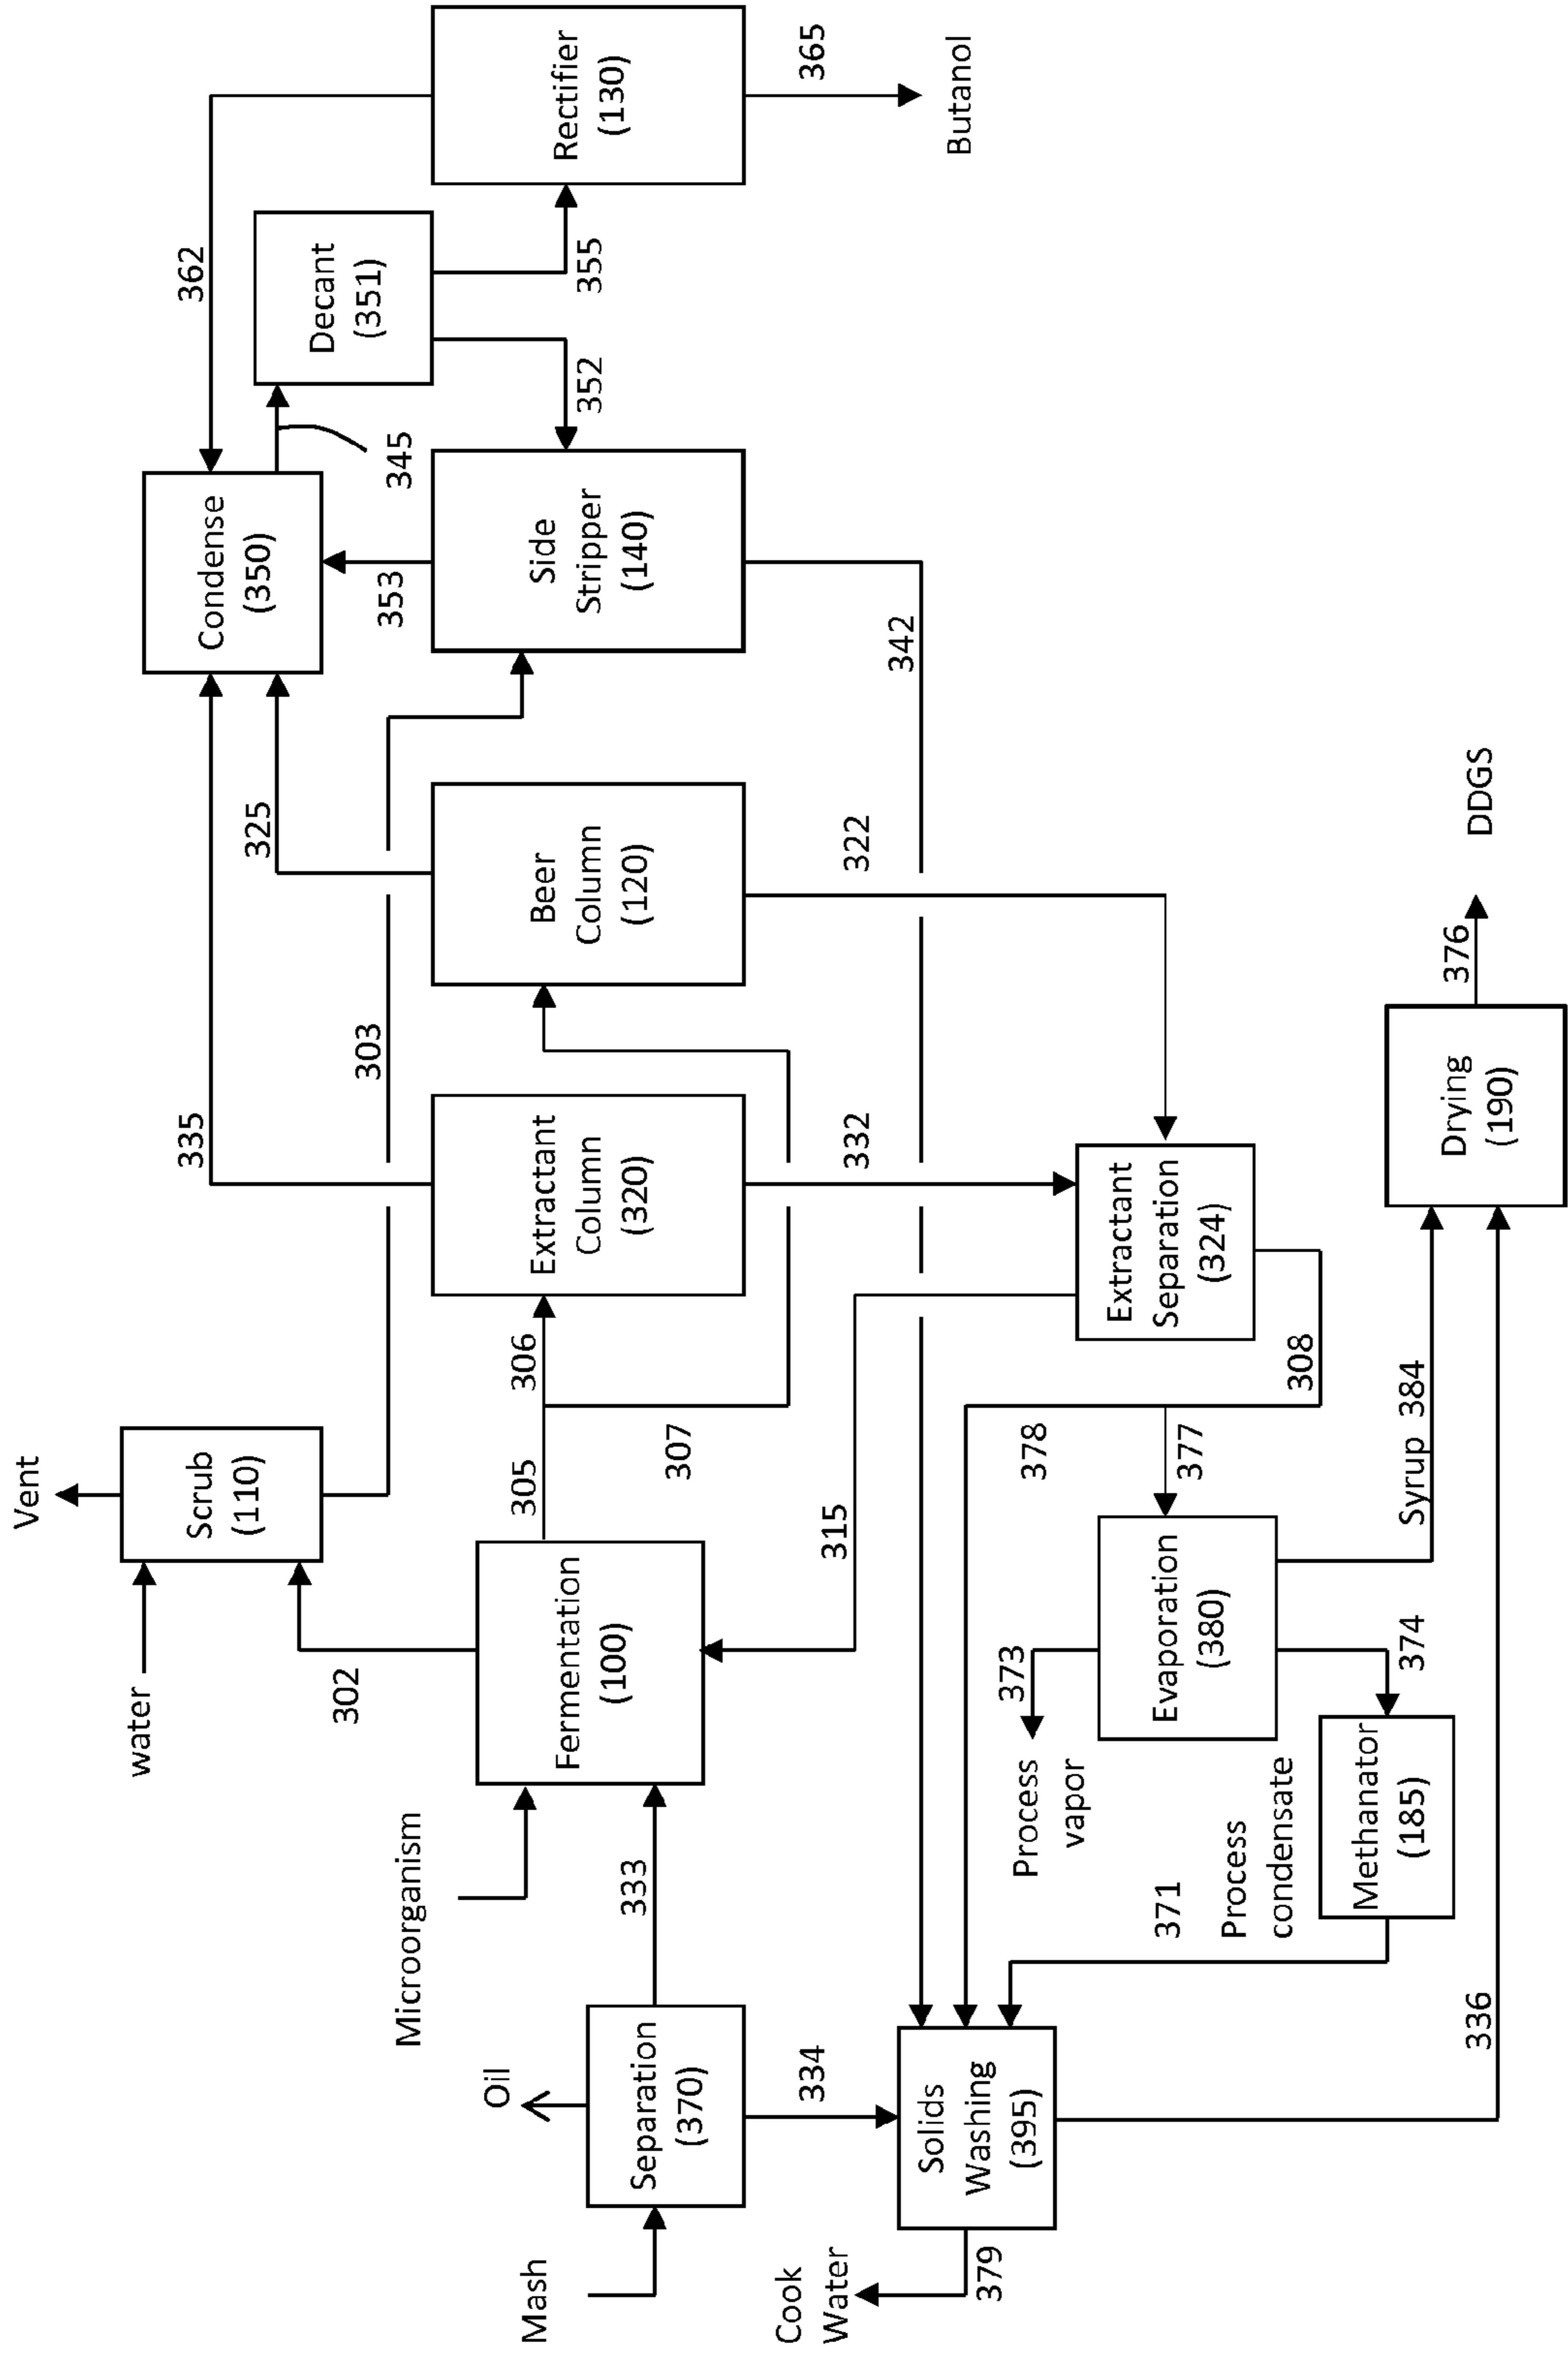 Vent
water
Scrub
(110)
302
303
335
325
362
Condense
(350)
345
353
Decant
(351)
352
355
Rectifier
(130)
365
Butanol
Side
Stripper
(140)
342
Beer
Column
(120)
322
Extractant
Column
(320)
332
305
306
307
Microorganism
Fermentation
(100)
333
315
Oil
Mash
Separation
(370)
334
Cook
Water
379
Solids
Washing
(395)
378
377
308
Extractant
Separation
(324)
Process
vapor
373
Evaporation
(380)
371
Process
condensate
374
Methanator
(185)
Syrup 384
336
Drying
(190)
376
DDGS